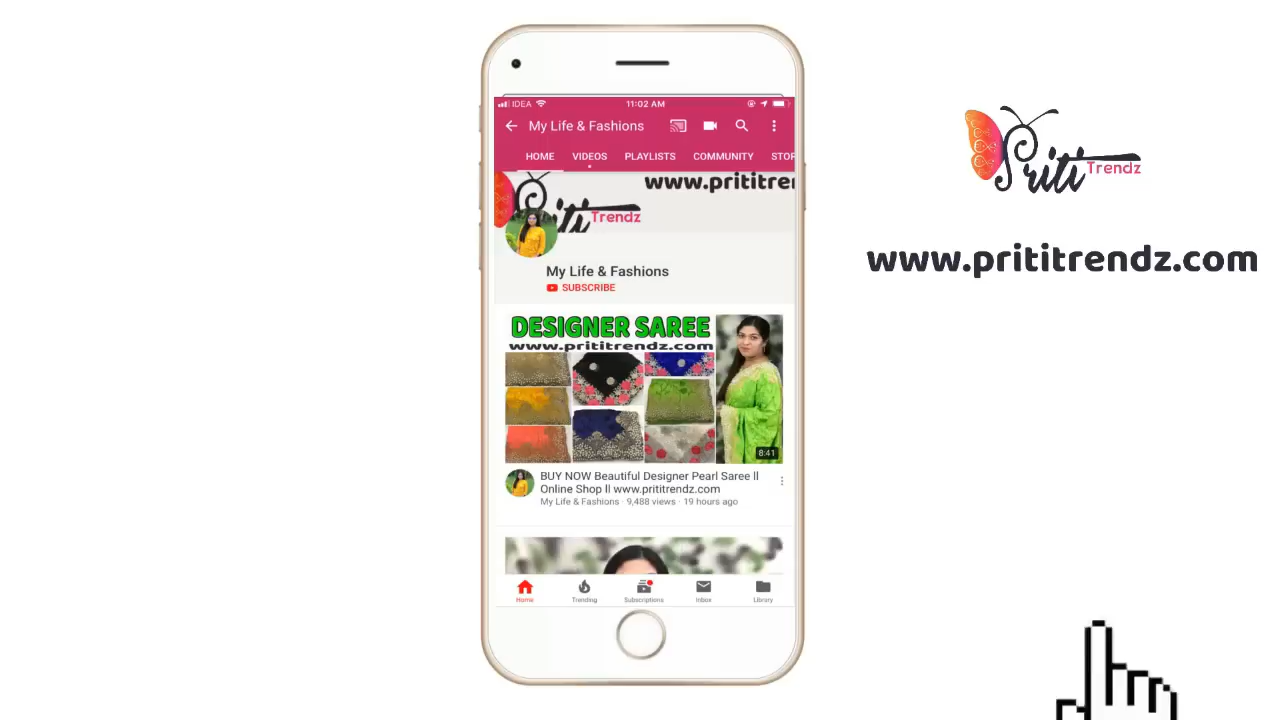 IDEA
11:02 AM
My Life & Fashions
HOME VIDEOS PLAYLISTS COMMUNITY STOR
www.prititren
Priti Trendz
My Life & Fashions
SUBSCRIBE
DESIGNER SAREE
www.prititrendz.com
8:41
BUY NOW Beautiful Designer Pearl Saree ll
Online Shop ll www.prititrendz.com
My Life & Fashions · 9,488 views · 19 hours ago
Home Trending Subscriptions Inbox Library
Priti Trendz
www.prititrendz.com